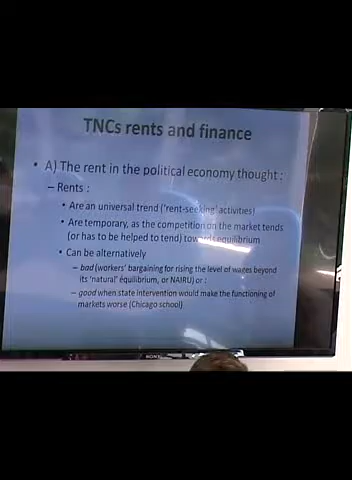 TNCs rents and finance
• A) The rent in the political economy thought :
– Rents :
• Are an universal trend ('rent-seeking' activities)
• Are temporary, as the competition on the market tends
(or has to be helped to tend) towards equilibrium
• Can be alternatively
– bad (workers' bargaining for rising the level of wages beyond
its 'natural' équilibrium, or NAIRU) or :
– good when state intervention would make the functioning of
markets worse (Chicago school)
SONY